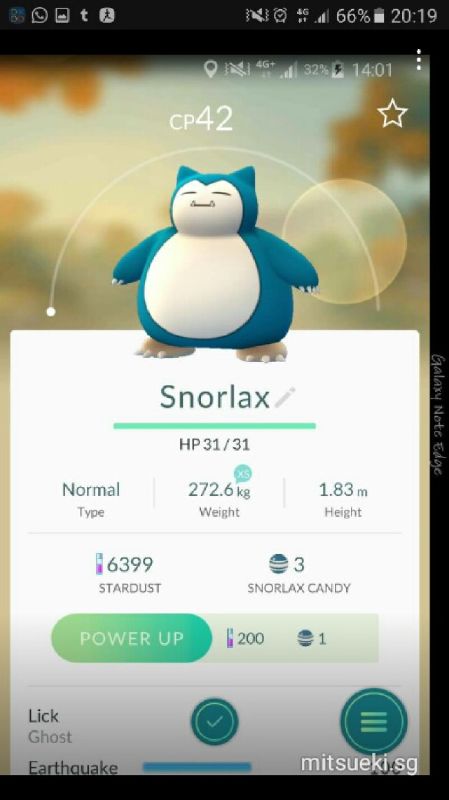 66% 20:19
4G+ 32% 14:01
CP42
Snorlax
HP 31 / 31
Normal
Type
XS
272.6 kg
Weight
1.83 m
Height
6399
STARDUST
3
SNORLAX CANDY
POWER UP
200
1
Lick
Ghost
Earthquake
mitsueki.sg
Galaxy Note Edge